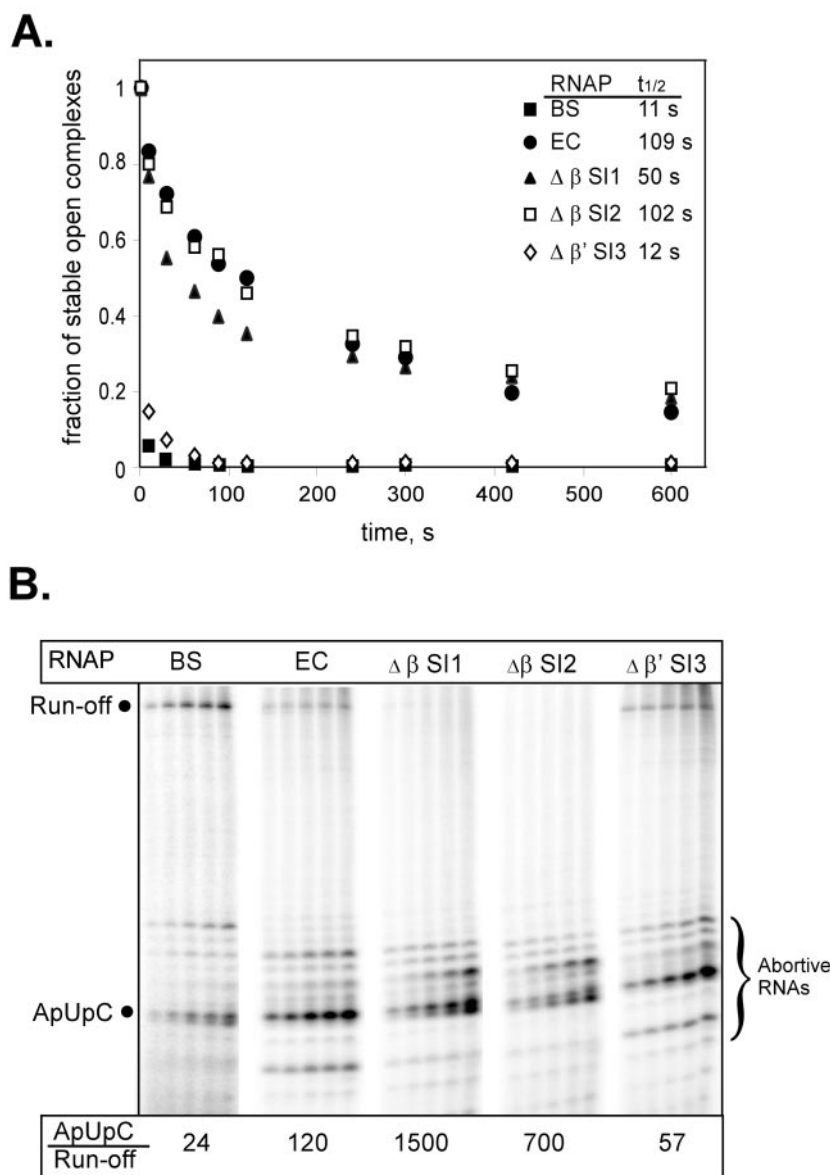 A.
fraction of stable open complexes
1
0.8
0.6
0.4
0.2
0
0 100 200 300 400 500 600
time, s
RNAP t1/2
■ BS 11 s
● EC 109 s
▲ Δ β SI1 50 s
□ Δ β SI2 102 s
◇ Δ β' SI3 12 s
B.
RNAP BS EC Δ β SI1 Δβ SI2 Δ β' SI3
Run-off ●
ApUpC ●
Abortive
RNAs
ApUpC
Run-off
24 120 1500 700 57